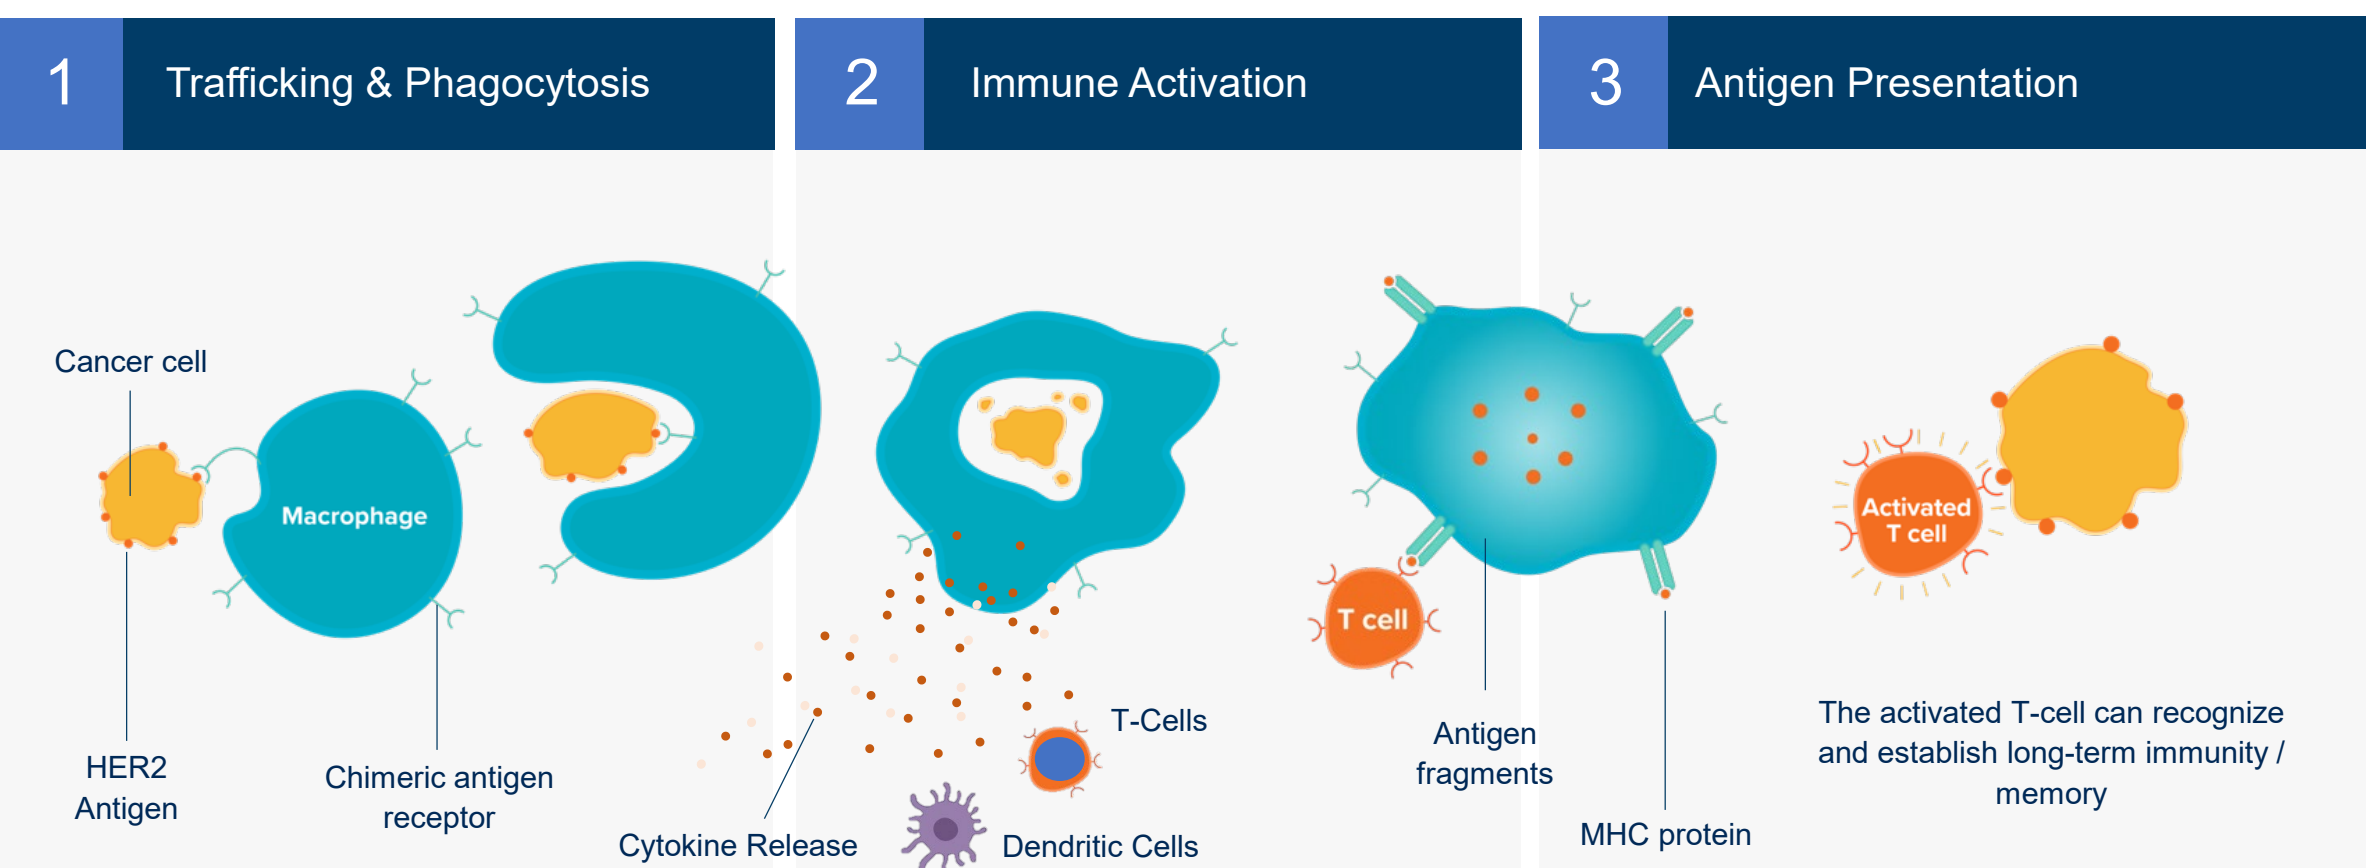 1
Trafficking & Phagocytosis
2
Immune Activation
3
Antigen Presentation
Cancer cell
Macrophage
HER2
Antigen
Chimeric antigen
receptor
Cytokine Release
T-Cells
Dendritic Cells
T cell
Antigen
fragments
MHC protein
Activated
T cell
The activated T-cell can recognize
and establish long-term immunity /
memory